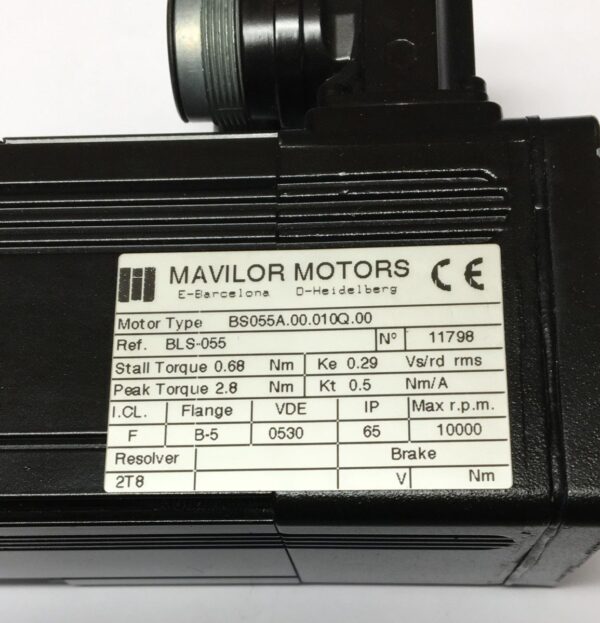 MAVILOR MOTORS CE
E-Barcelona D-Heidelberg
Motor Type BS055A.00.010Q.00
Ref. BLS-055 Nº 11798
Stall Torque 0.68 Nm Ke 0.29 Vs/rd rms
Peak Torque 2.8 Nm Kt 0.5 Nm/A
I.CL. Flange VDE IP Max r.p.m.
F B-5 0530 65 10000
Resolver Brake
2T8 V Nm